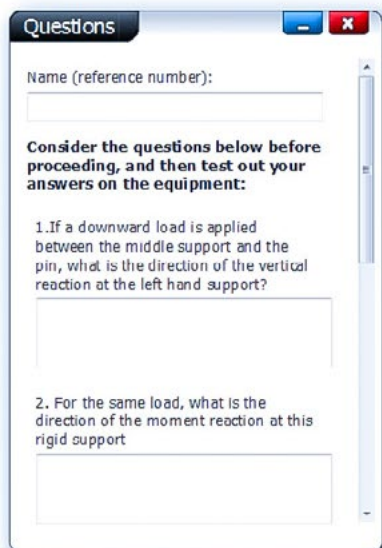 Questions
Name (reference number):
Consider the questions below before
proceeding, and then test out your
answers on the equipment:
1.If a downward load is applied
between the middle support and the
pin, what is the direction of the vertical
reaction at the left hand support?
2. For the same load, what is the
direction of the moment reaction at this
rigid support